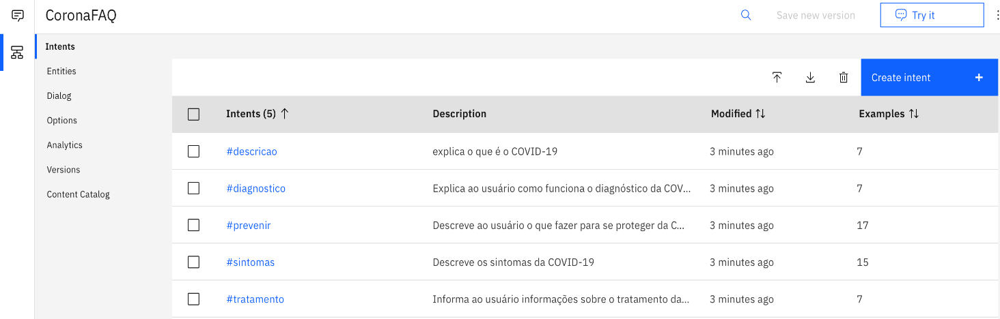 CoronaFAQ
Save new version
Try it
Intents
Entities
Dialog
Options
Analytics
Versions
Content Catalog
Create intent +
Intents (5) Description Modified Examples
#descricao explica o que é o COVID-19 3 minutes ago 7
#diagnostico Explica ao usuário como funciona o diagnóstico da COV... 3 minutes ago 7
#prevenir Descreve ao usuário o que fazer para se proteger da C... 3 minutes ago 17
#sintomas Descreve os sintomas da COVID-19 3 minutes ago 15
#tratamento Informa ao usuário informações sobre o tratamento da... 3 minutes ago 7